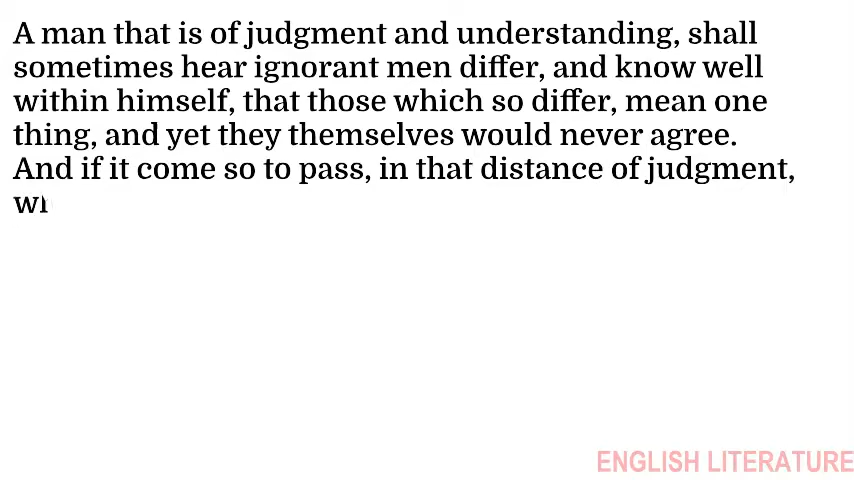 A man that is of judgment and understanding, shall
sometimes hear ignorant men differ, and know well
within himself, that those which so differ, mean one
thing, and yet they themselves would never agree.
And if it come so to pass, in that distance of judgment,
ENGLISH LITERATURE